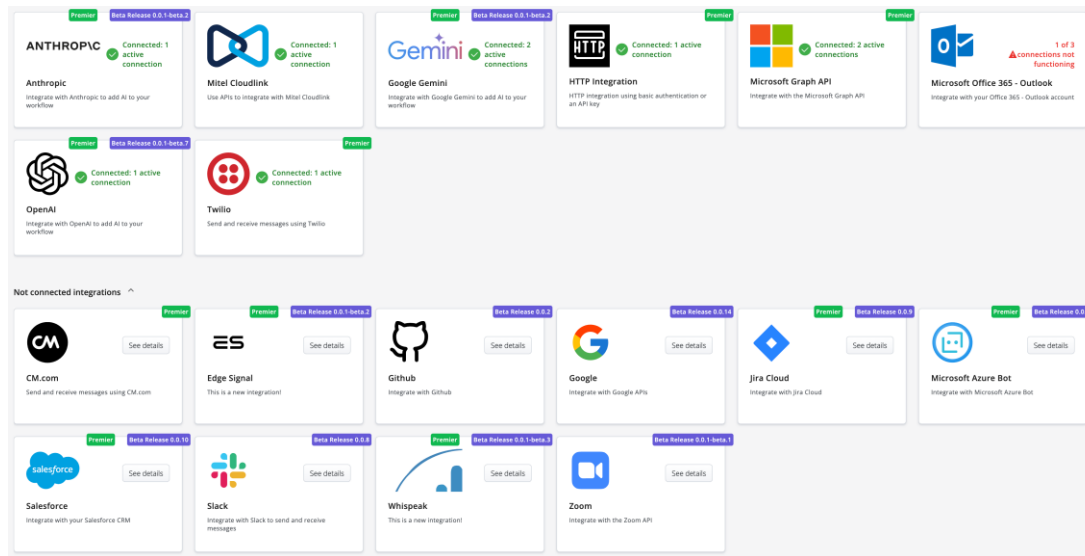 Premier Beta Release 0.0.1-beta.2
ANTHROP\C
Connected: 1
active
connection
Anthropic
Integrate with Anthropic to add AI to your
workflow
Connected: 1
active
connection
Mitel Cloudlink
Use APIs to integrate with Mitel Cloudlink
Premier Beta Release 0.0.1-beta.2
Gemini
Connected: 2
active
connections
Google Gemini
Integrate with Google Gemini to add AI to your
workflow
Premier
HTTP
Connected: 1 active
connection
HTTP Integration
HTTP integration using basic authentication or
an API key
Premier
Connected: 2 active
connections
Microsoft Graph API
Integrate with the Microsoft Graph API
1 of 3
connections not
functioning
Microsoft Office 365 - Outlook
Integrate with your Office 365 - Outlook account
Premier Beta Release 0.0.1-beta.7
Connected: 1 active
connection
OpenAI
Integrate with OpenAI to add AI to your
workflow
Premier
Connected: 1 active
connection
Twilio
Send and receive messages using Twilio
Not connected integrations
Premier
CM
See details
CM.com
Send and receive messages using CM.com
Premier Beta Release 0.0.1-beta.2
ES
See details
Edge Signal
This is a new integration!
Beta Release 0.0.2
See details
Github
Integrate with Github
Beta Release 0.0.14
See details
Google
Integrate with Google APIs
Premier Beta Release 0.0.9
See details
Jira Cloud
Integrate with Jira Cloud
Premier Beta Release 0.0
See details
Microsoft Azure Bot
Integrate with Microsoft Azure Bot
Premier Beta Release 0.0.10
salesforce
See details
Salesforce
Integrate with your Salesforce CRM
Beta Release 0.0.8
See details
Slack
Integrate with Slack to send and receive
messages
Premier Beta Release 0.0.1-beta.3
See details
Whispeak
This is a new integration!
Beta Release 0.0.1-beta.1
See details
Zoom
Integrate with the Zoom API